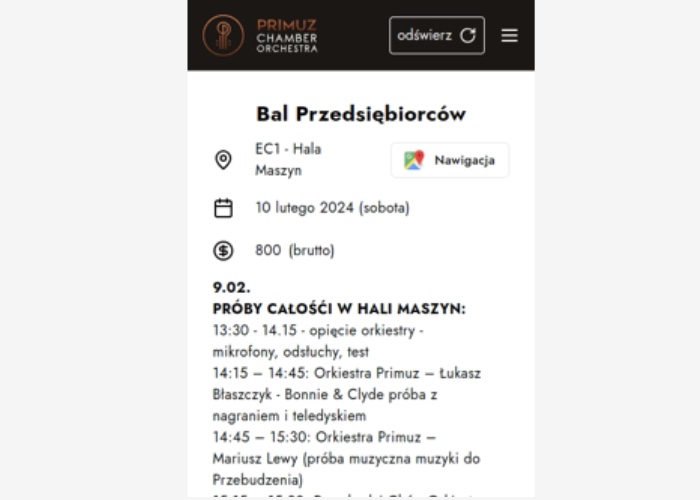 PRIMUZ
CHAMBER
ORCHESTRA
odśwież
Bal Przedsiębiorców
EC1 - Hala
Maszyn
Nawigacja
10 lutego 2024 (sobota)
800 (brutto)
9.02.
PRÓBY CAŁOŚĆI W HALI MASZYN:
13:30 - 14.15 - opięcie orkiestry -
mikrofony, odsłuchy, test
14:15 – 14:45: Orkiestra Primuz – Łukasz
Błaszczyk - Bonnie & Clyde próba z
nagraniem i teledyskiem
14:45 – 15:30: Orkiestra Primuz –
Mariusz Lewy (próba muzyczna muzyki do
Przebudzenia)